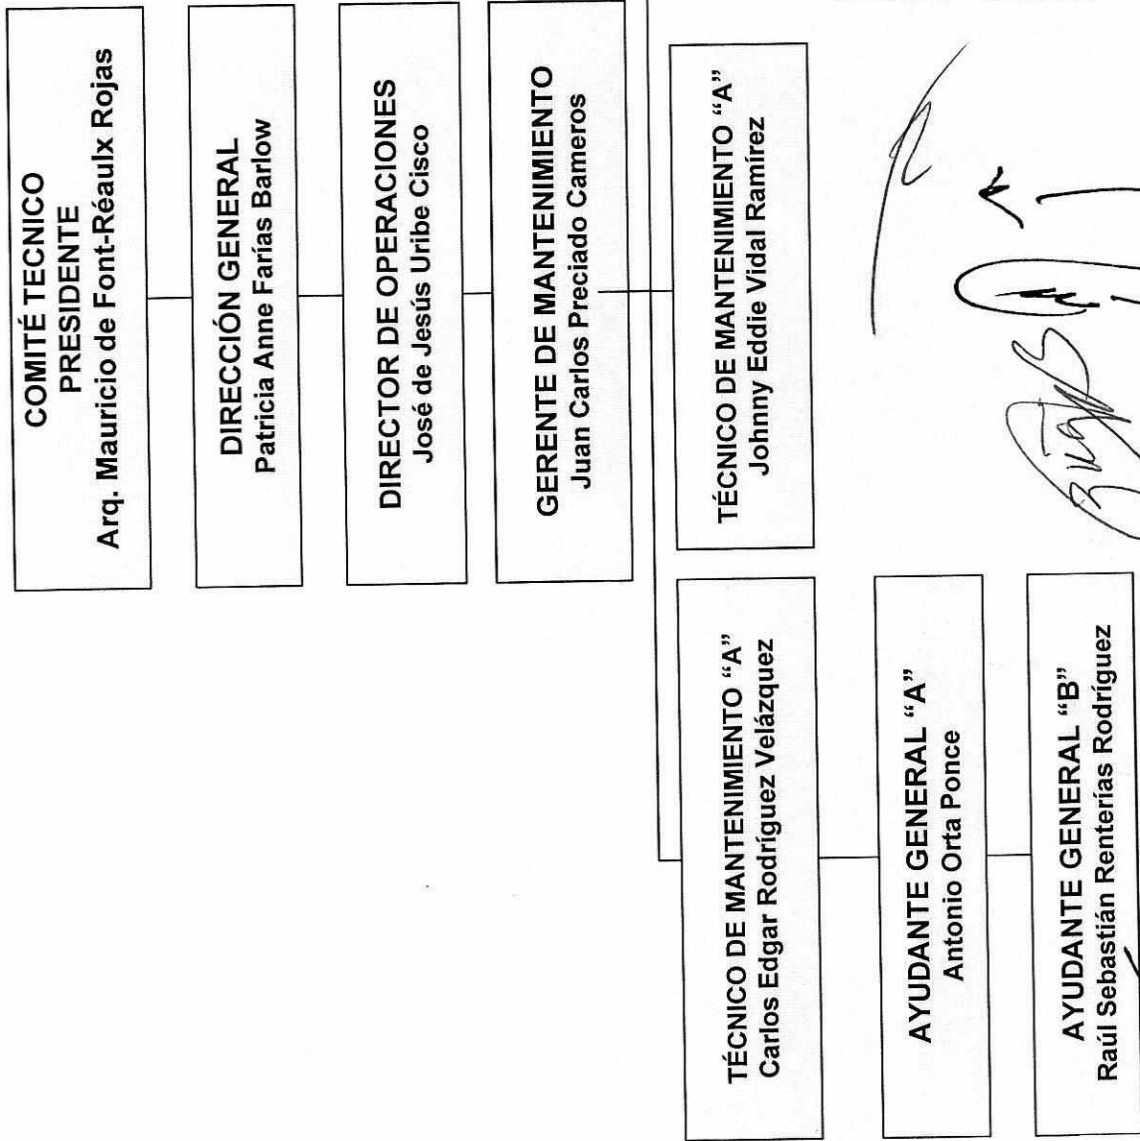 COMITÉ TECNICO
PRESIDENTE
Arq. Mauricio de Font-Réaulx Rojas
DIRECCIÓN GENERAL
Patricia Anne Farías Barlow
DIRECTOR DE OPERACIONES
José de Jesús Uribe Cisco
GERENTE DE MANTENIMIENTO
Juan Carlos Preciado Cameros
TÉCNICO DE MANTENIMIENTO “A”
Carlos Edgar Rodríguez Velázquez
TÉCNICO DE MANTENIMIENTO “A”
Johnny Eddie Vidal Ramírez
AYUDANTE GENERAL “A”
Antonio Orta Ponce
AYUDANTE GENERAL “B”
Raúl Sebastián Renterías Rodríguez